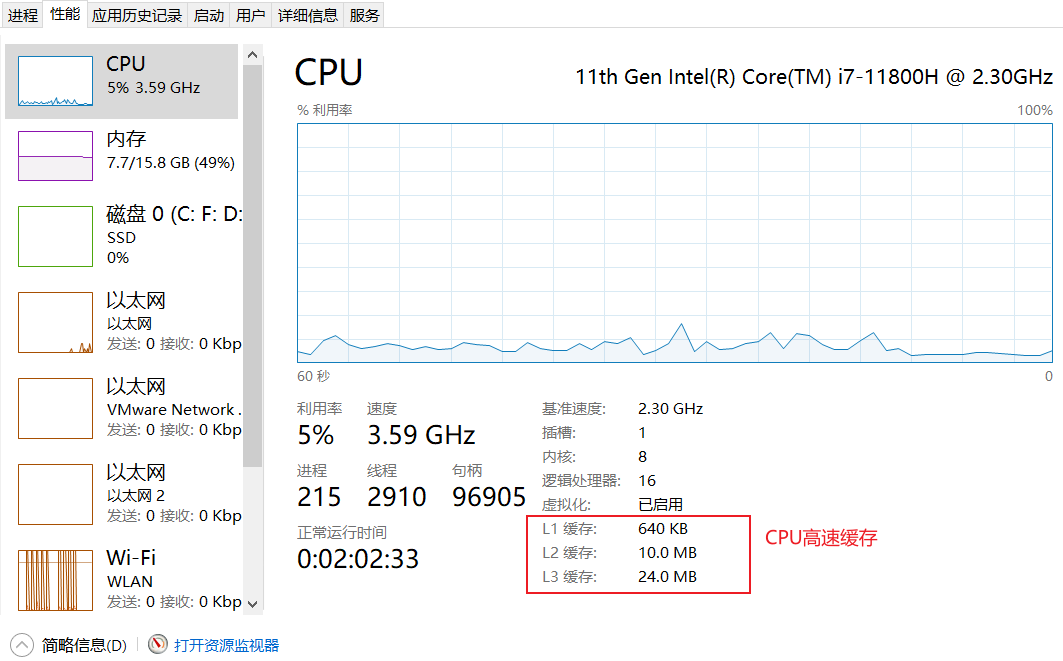 进程 性能 应用历史记录 启动 用户 详细信息 服务
CPU
5% 3.59 GHz
内存
7.7/15.8 GB (49%)
磁盘 0 (C: F: D:
SSD
0%
以太网
以太网
发送: 0 接收: 0 Kbp
以太网
VMware Network .
发送: 0 接收: 0 Kbp
以太网
以太网 2
发送: 0 接收: 0 Kbp
Wi-Fi
WLAN
发送: 0 接收: 0 Kbp
CPU 11th Gen Intel(R) Core(TM) i7-11800H @ 2.30GHz
% 利用率 100%
60 秒 0
利用率 速度
5% 3.59 GHz
进程 线程 句柄
215 2910 96905
正常运行时间
0:02:02:33
基准速度: 2.30 GHz
插槽: 1
内核: 8
逻辑处理器: 16
虚拟化: 已启用
L1 缓存: 640 KB
L2 缓存: 10.0 MB
L3 缓存: 24.0 MB
CPU高速缓存
简略信息(D) 打开资源监视器